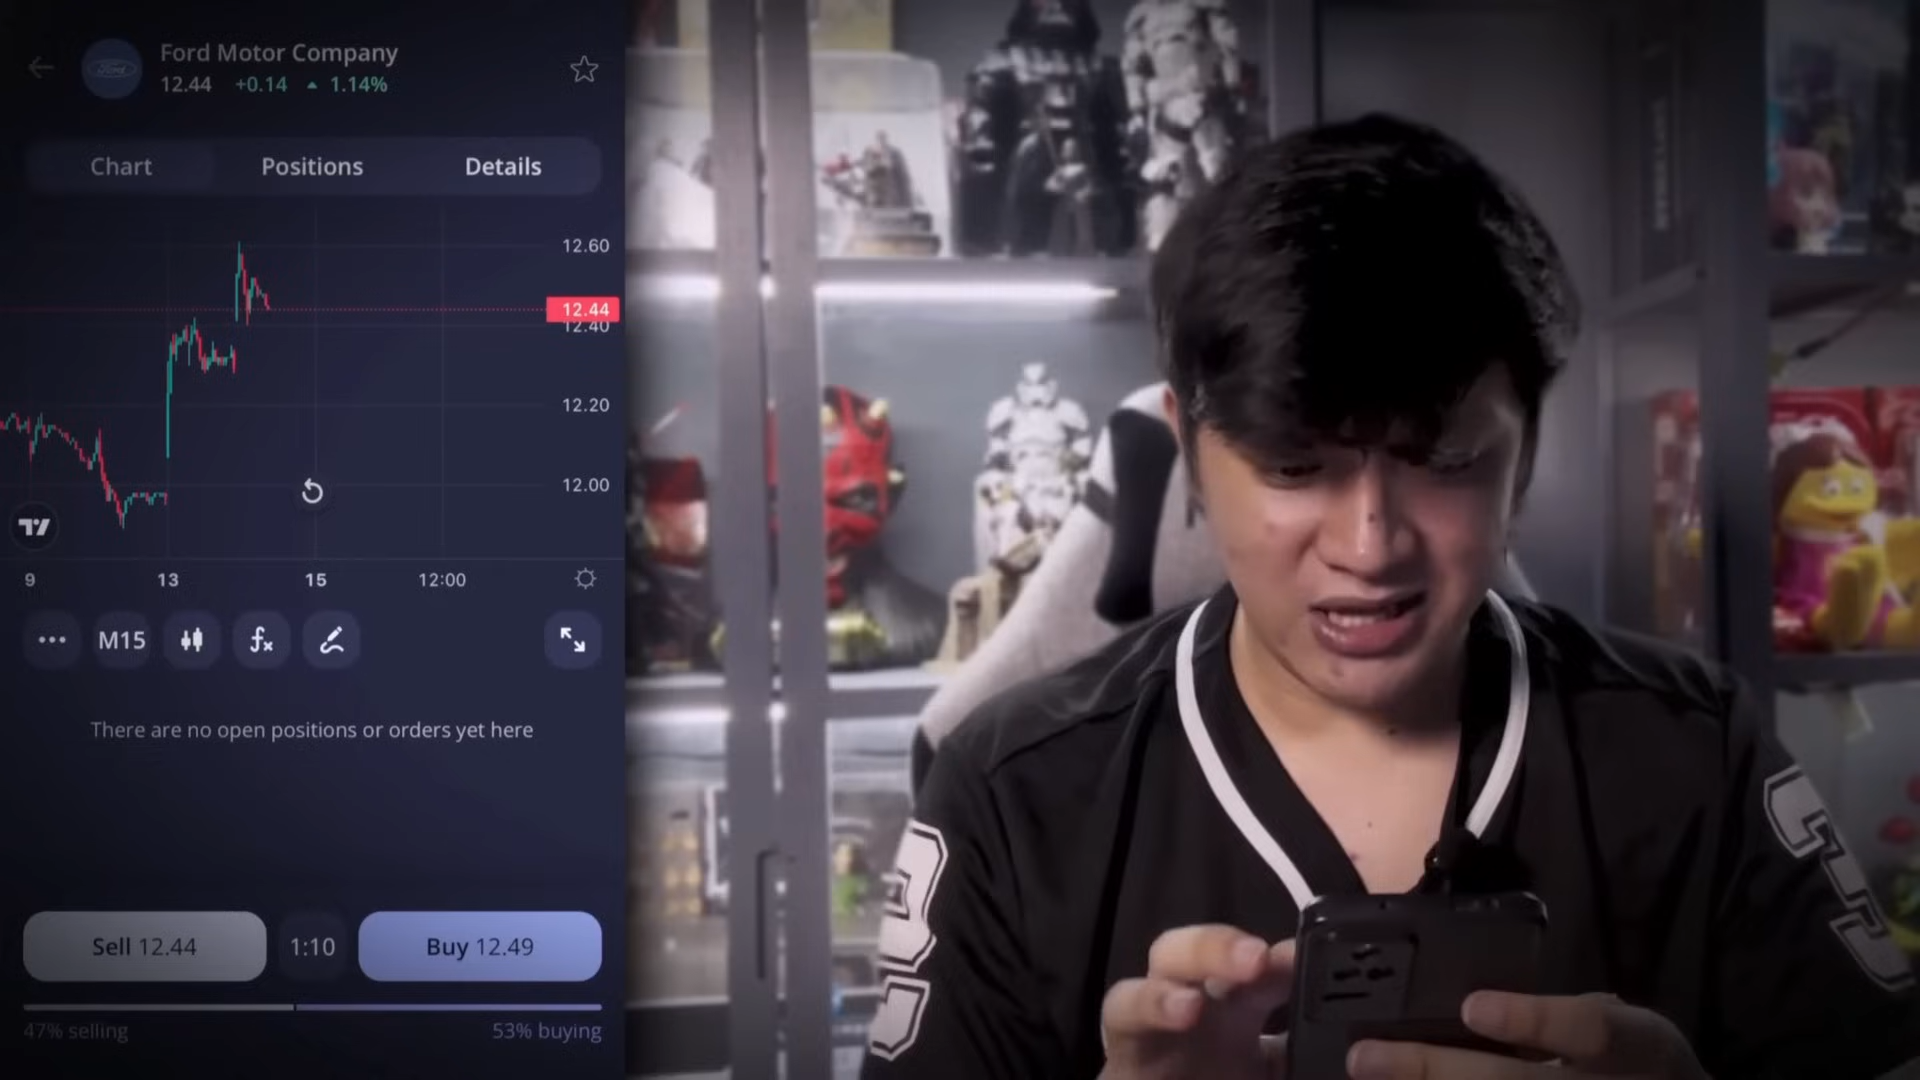 Ford Motor Company
12.44 +0.14 ▲ 1.14%
Chart Positions Details
12.60
12.44
12.40
12.20
12.00
9 13 15 12:00
M15
There are no open positions or orders yet here
Sell 12.44 1:10 Buy 12.49
47% selling 53% buying